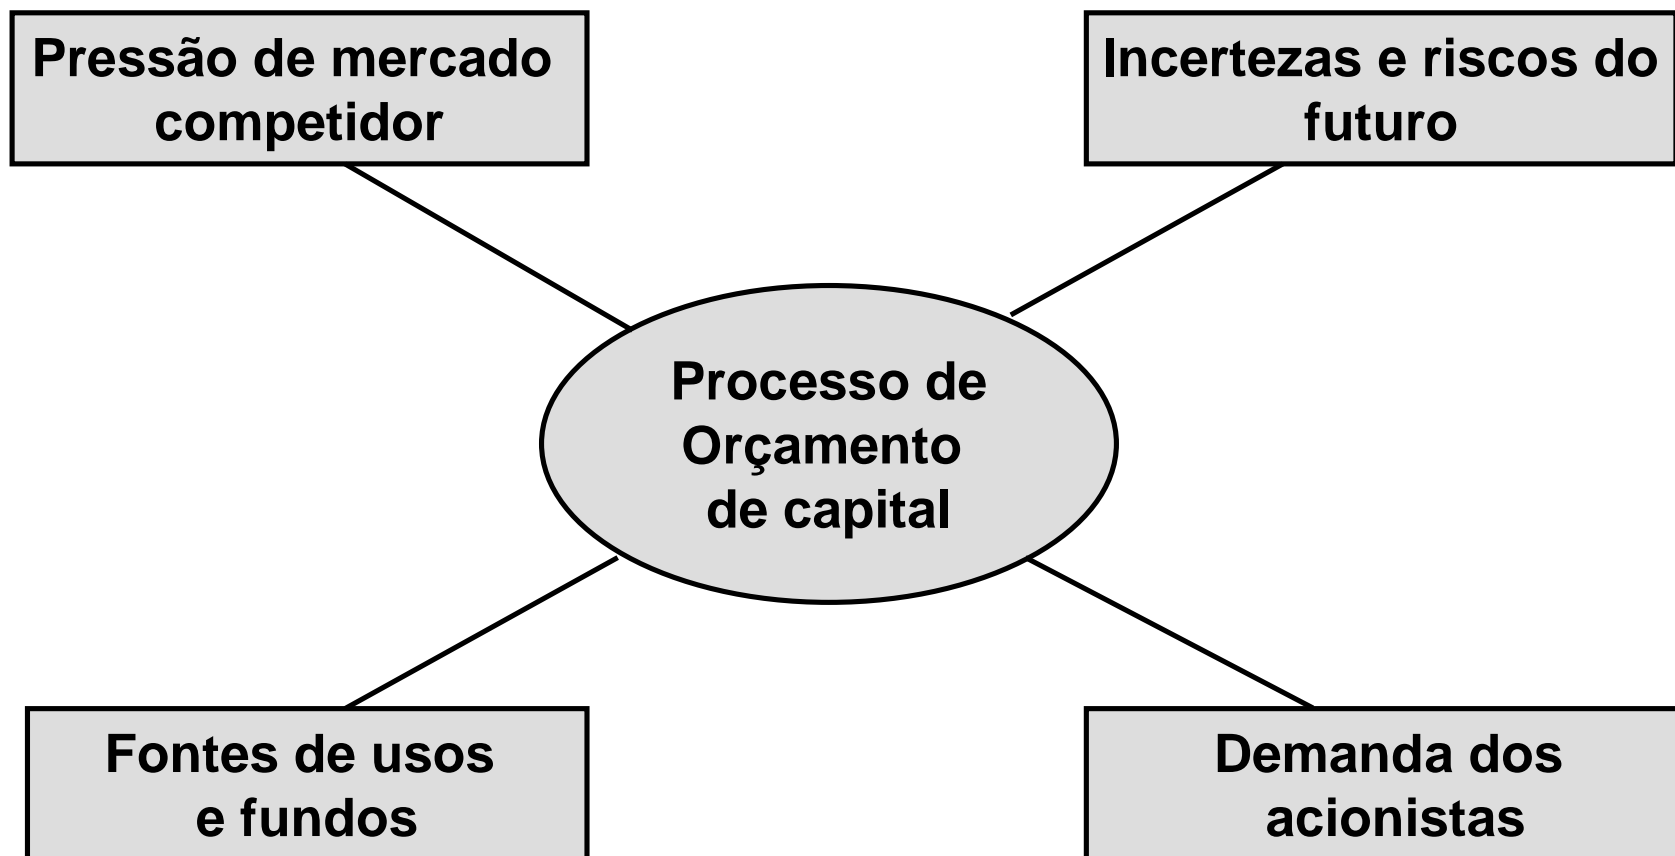 Pressão de mercado
competidor
Incertezas e riscos do
futuro
Processo de
Orçamento
de capital
Fontes de usos
e fundos
Demanda dos
acionistas